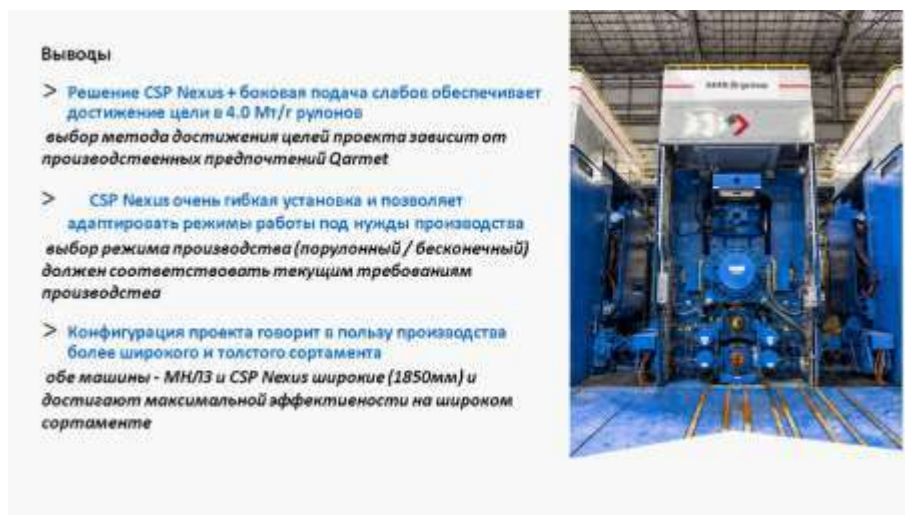 Выводы
> Решение CSP Nexus + боковая подача слабов обеспечивает
достижение цели в 4.0 Мт/г рулонов
выбор метода достижения целей проекта зависит от
производственных предпочтений Qarmet
> CSP Nexus очень гибкая установка и позволяет
адаптировать режимы работы под нужды производства
выбор режима производства (порулонный / бесконечный)
должен соответствовать текущим требованиям
производства
> Конфигурация проекта говорит в пользу производства
более широкого и толстого сортамента
обе машины - МНЛЗ и CSP Nexus широкие (1850мм) и
достигают максимальной эффективности на широком
сортаменте